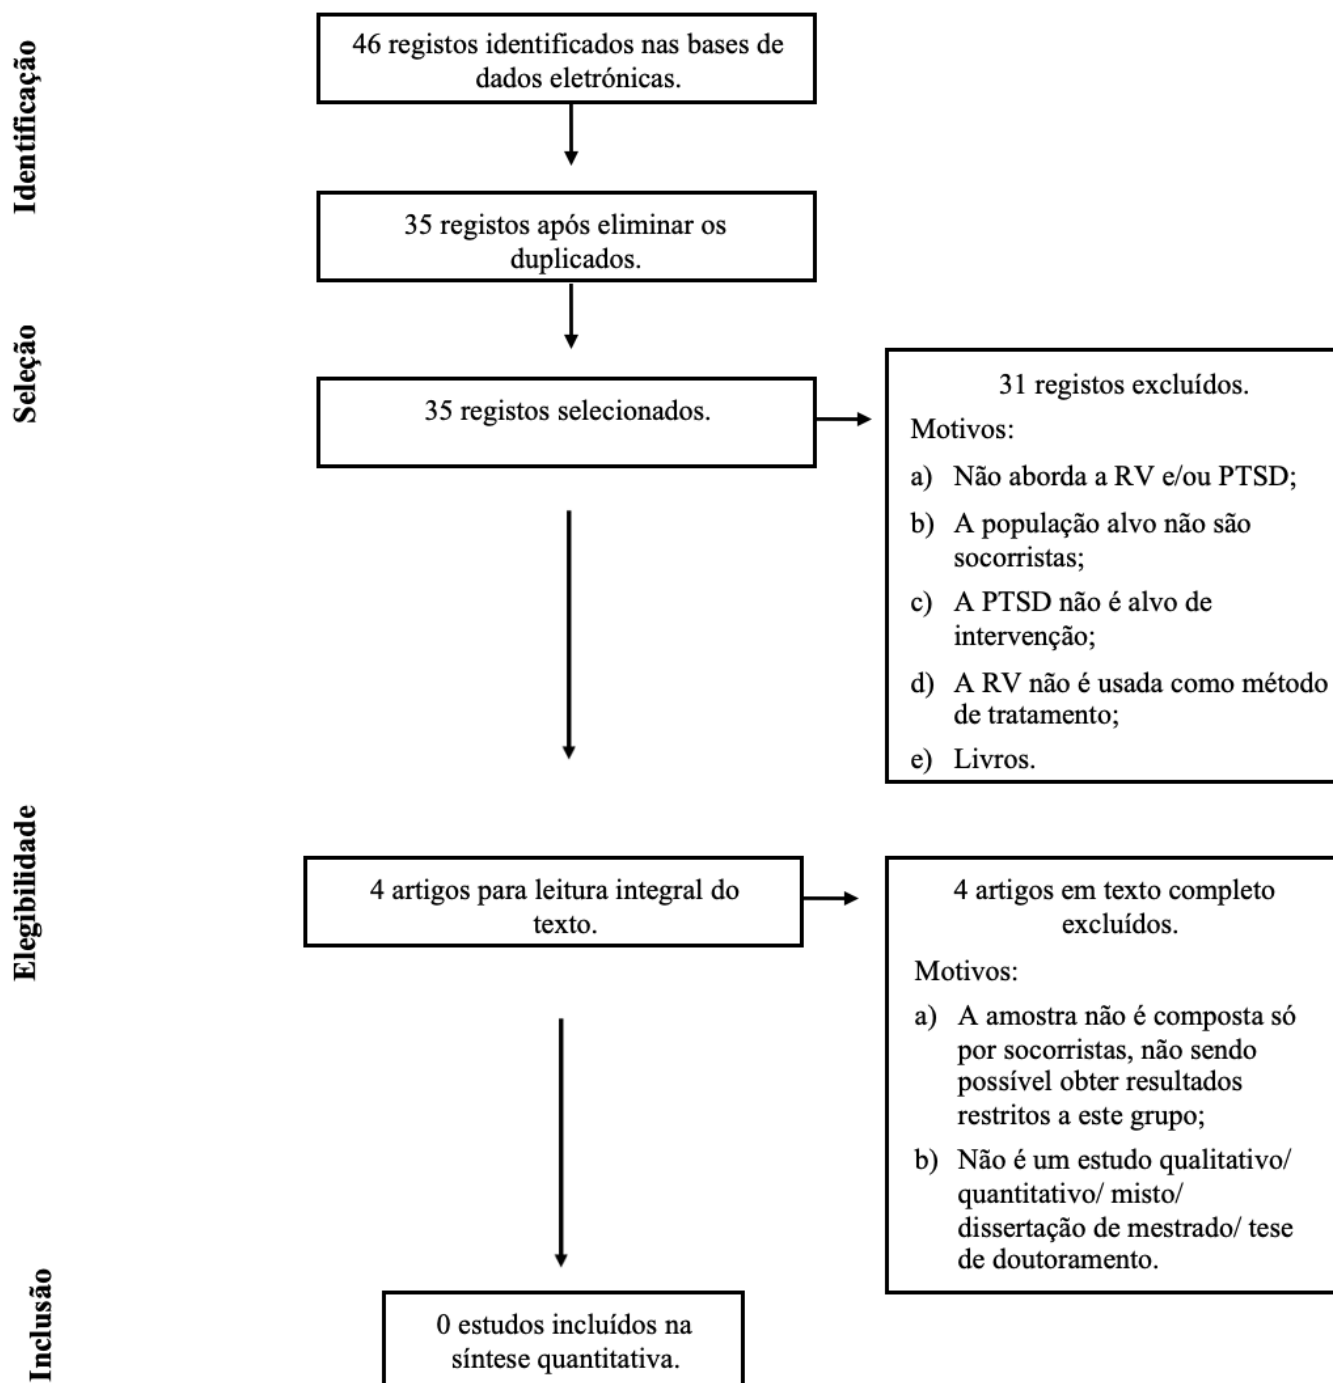 Identificação
46 registos identificados nas bases de
dados eletrónicas.
35 registos após eliminar os
duplicados.
Seleção
35 registos selecionados.
31 registos excluídos.
Motivos:
a) Não aborda a RV e/ou PTSD;
b) A população alvo não são
socorristas;
c) A PTSD não é alvo de
intervenção;
d) A RV não é usada como método
de tratamento;
e) Livros.
Elegibilidade
4 artigos para leitura integral do
texto.
4 artigos em texto completo
excluídos.
Motivos:
a) A amostra não é composta só
por socorristas, não sendo
possível obter resultados
restritos a este grupo;
b) Não é um estudo qualitativo/
quantitativo/ misto/
dissertação de mestrado/ tese
de doutoramento.
Inclusão
0 estudos incluídos na
síntese quantitativa.